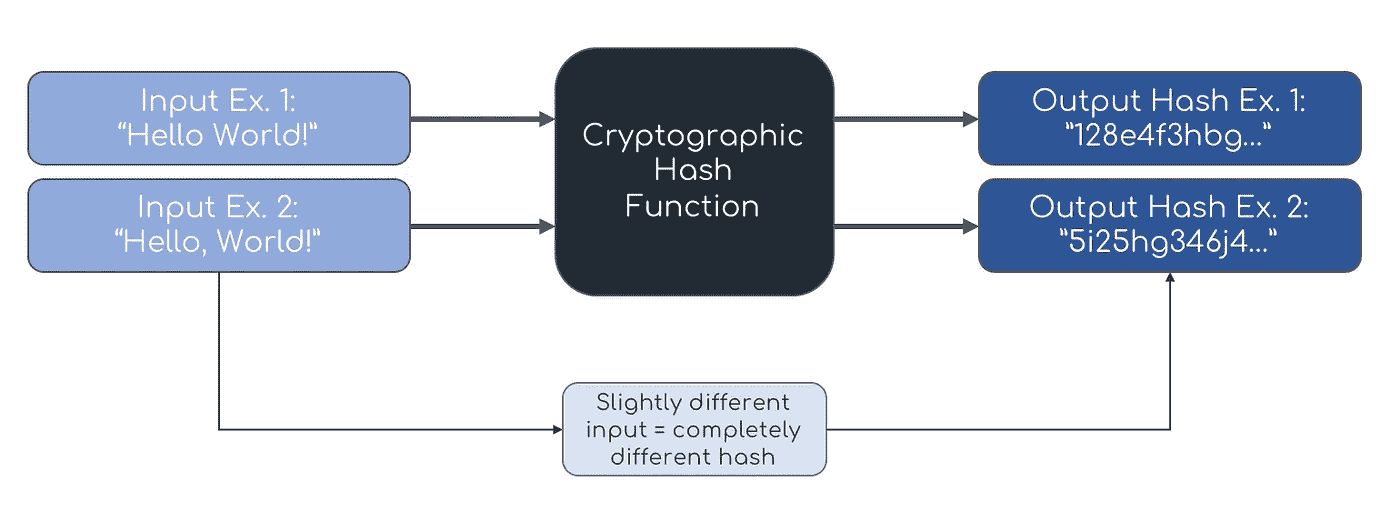 Input Ex. 1:
“Hello World!”
Input Ex. 2:
“Hello, World!”
Cryptographic
Hash
Function
Output Hash Ex. 1:
”128e4f3hbg...”
Output Hash Ex. 2:
”5i25hg346j4...”
Slightly different
input = completely
different hash